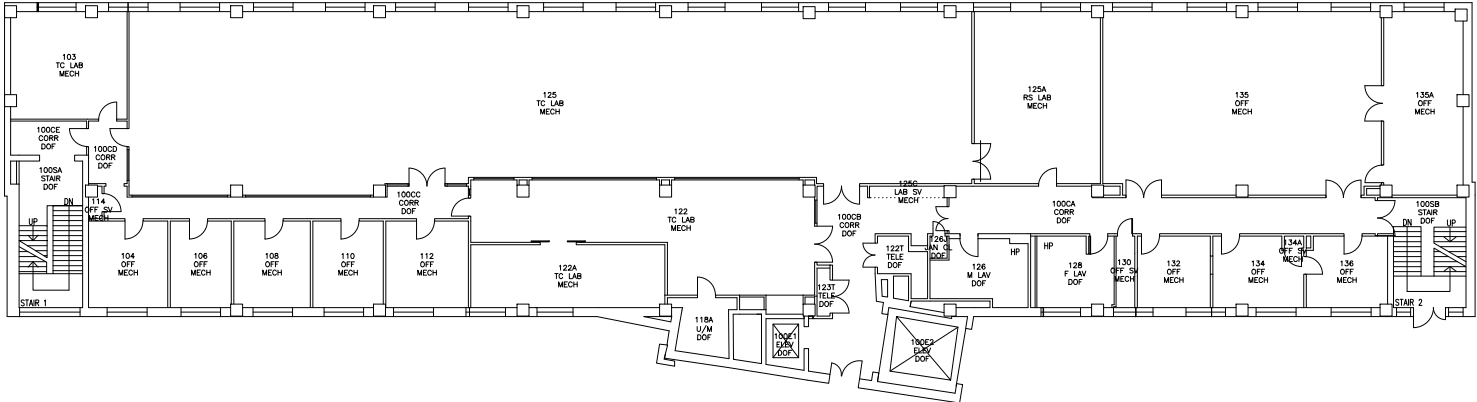 103
TC LAB
MECH
125
TC LAB
MECH
125A
RS LAB
MECH
135
OFF
MECH
135A
OFF
MECH
100CE
CORR
DOF
100CD
CORR
DOF
100SA
STAIR
DOF
DN
UP
STAIR 1
114
OFF SV
MECH
100CC
CORR
DOF
104
OFF
MECH
106
OFF
MECH
108
OFF
MECH
110
OFF
MECH
112
OFF
MECH
122
TC LAB
MECH
122A
TC LAB
MECH
118A
U/M
DOF
100E1
ELEV
DOF
123T
TELE
DOF
100CB
CORR
DOF
125C
LAB SV
MECH
122T
TELE
DOF
100E2
ELEV
DOF
126J
JAN CL
DOF
126
M LAV
DOF
HP
HP
128
F LAV
DOF
100CA
CORR
DOF
130
OFF SV
MECH
132
OFF
MECH
134
OFF
MECH
134A
OFF SV
MECH
136
OFF
MECH
100SB
STAIR
DOF
DN
UP
STAIR 2